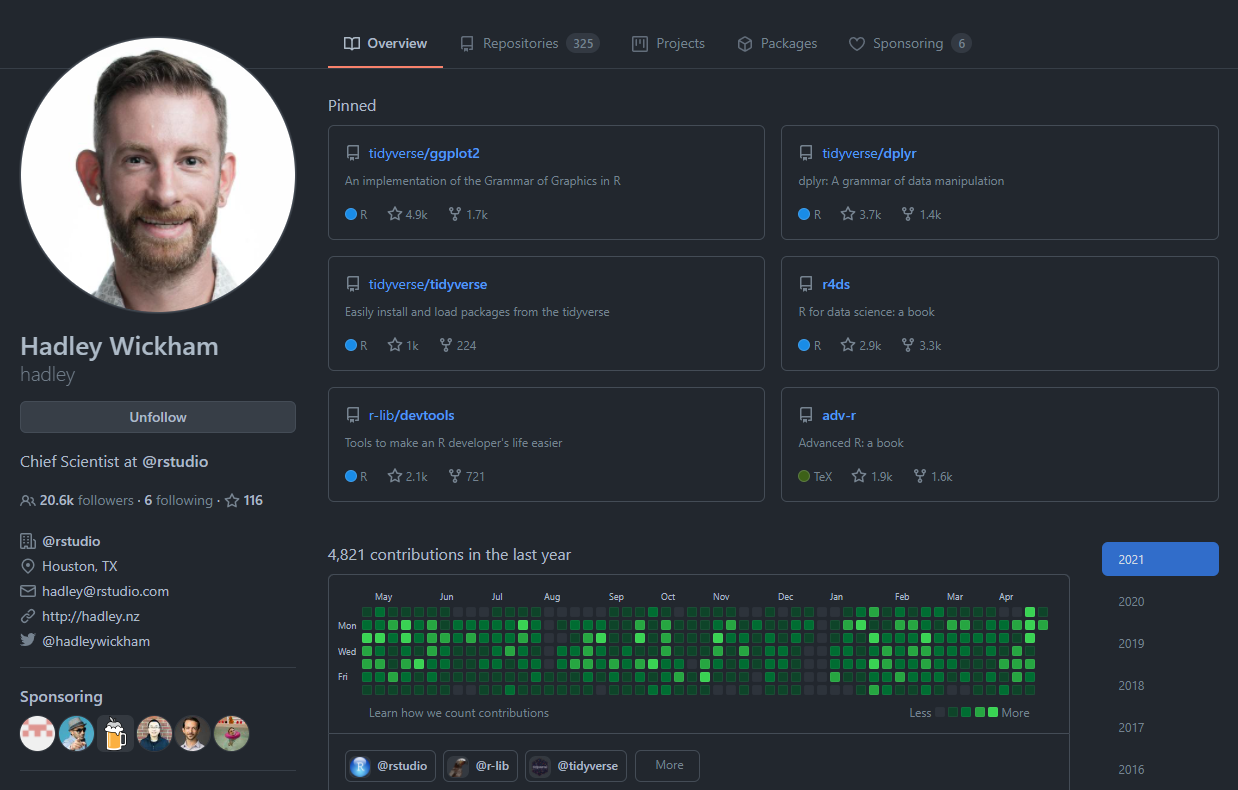 Overview Repositories 325 Projects Packages Sponsoring 6
Hadley Wickham
hadley
Unfollow
Chief Scientist at @rstudio
20.6k followers · 6 following · 116
@rstudio
Houston, TX
hadley@rstudio.com
http://hadley.nz
@hadleywickham
Sponsoring
Pinned
tidyverse/ggplot2
An implementation of the Grammar of Graphics in R
R 4.9k 1.7k
tidyverse/dplyr
dplyr: A grammar of data manipulation
R 3.7k 1.4k
tidyverse/tidyverse
Easily install and load packages from the tidyverse
R 1k 224
r4ds
R for data science: a book
R 2.9k 3.3k
r-lib/devtools
Tools to make an R developer's life easier
R 2.1k 721
adv-r
Advanced R: a book
TeX 1.9k 1.6k
4,821 contributions in the last year
May Jun Jul Aug Sep Oct Nov Dec Jan Feb Mar Apr
Mon
Wed
Fri
Learn how we count contributions
Less More
@rstudio @r-lib @tidyverse More
2021
2020
2019
2018
2017
2016